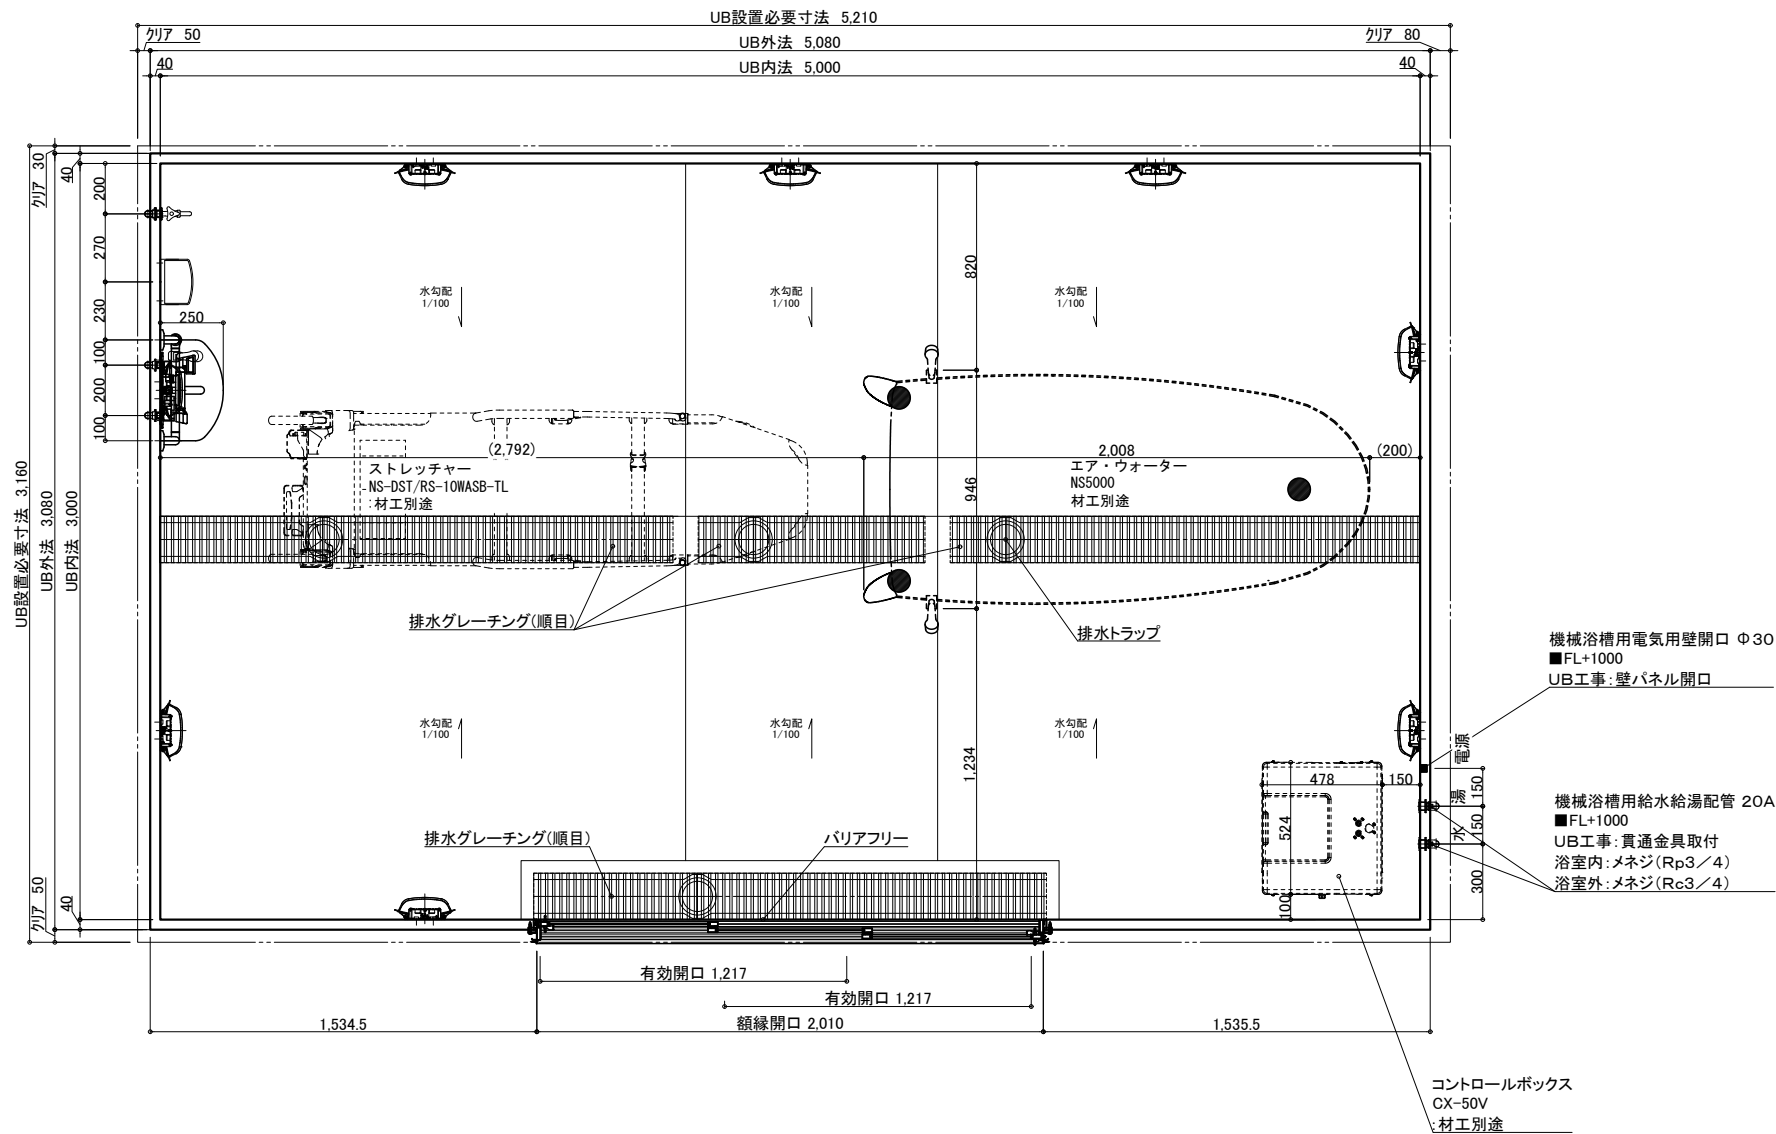 UB設置必要寸法 5,210
クリア 50
UB外法 5,080
クリア 80
40
UB内法 5,000
40
クリア 30
40
200
270
230
100
200
100
250
UB設置必要寸法 3,160
UB外法 3,080
UB内法 3,000
クリア 50
40
水勾配
1/100
水勾配
1/100
水勾配
1/100
820
(2,792)
ストレッチャー
NS-DST/RS-10WASB-TL
:材工別途
946
2,008
エア・ウォーター
NS5000
材工別途
(200)
排水グレーチング(順目)
排水トラップ
水勾配
1/100
水勾配
1/100
水勾配
1/100
1,234
機械浴槽用電気用壁開口 Φ30
■FL+1000
UB工事:壁パネル開口
電源
湯
水
478
150
524
100
150
150
300
機械浴槽用給水給湯配管 20A
■FL+1000
UB工事:貫通金具取付
浴室内:メネジ(Rp3/4)
浴室外:メネジ(Rc3/4)
排水グレーチング(順目)
バリアフリー
有効開口 1,217
有効開口 1,217
1,534.5
額縁開口 2,010
1,535.5
コントロールボックス
CX-50V
:材工別途